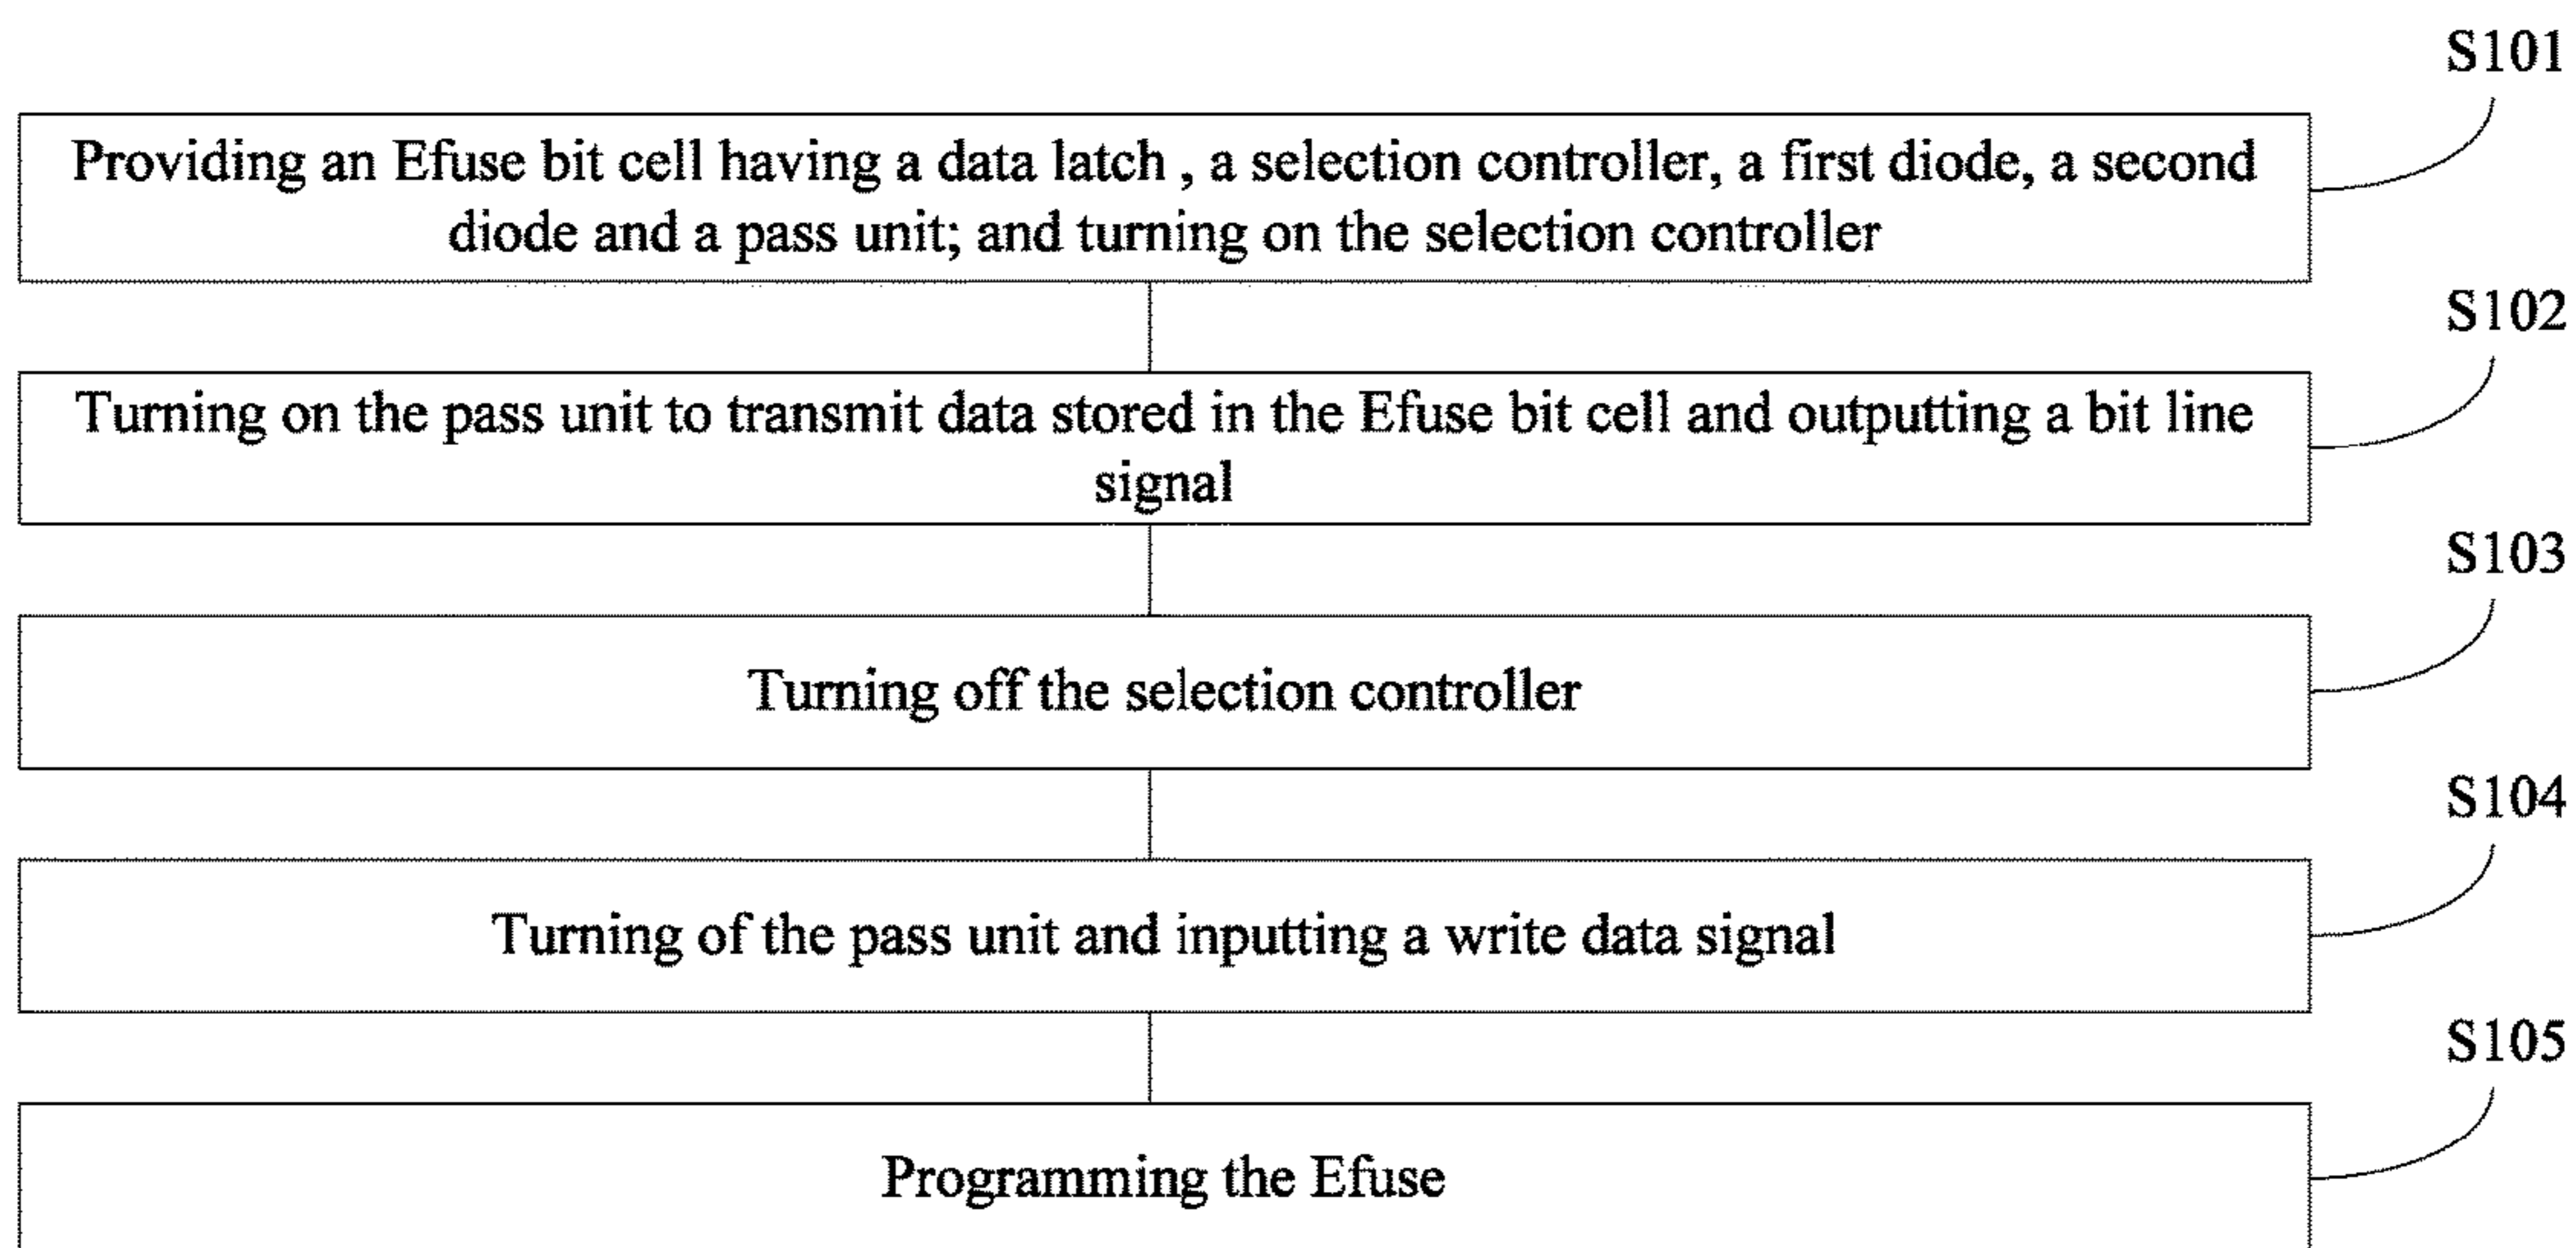 S101
Providing an Efuse bit cell having a data latch , a selection controller, a first diode, a second
diode and a pass unit; and turning on the selection controller
S102
Turning on the pass unit to transmit data stored in the Efuse bit cell and outputting a bit line
signal
S103
Turning off the selection controller
S104
Turning of the pass unit and inputting a write data signal
S105
Programming the Efuse